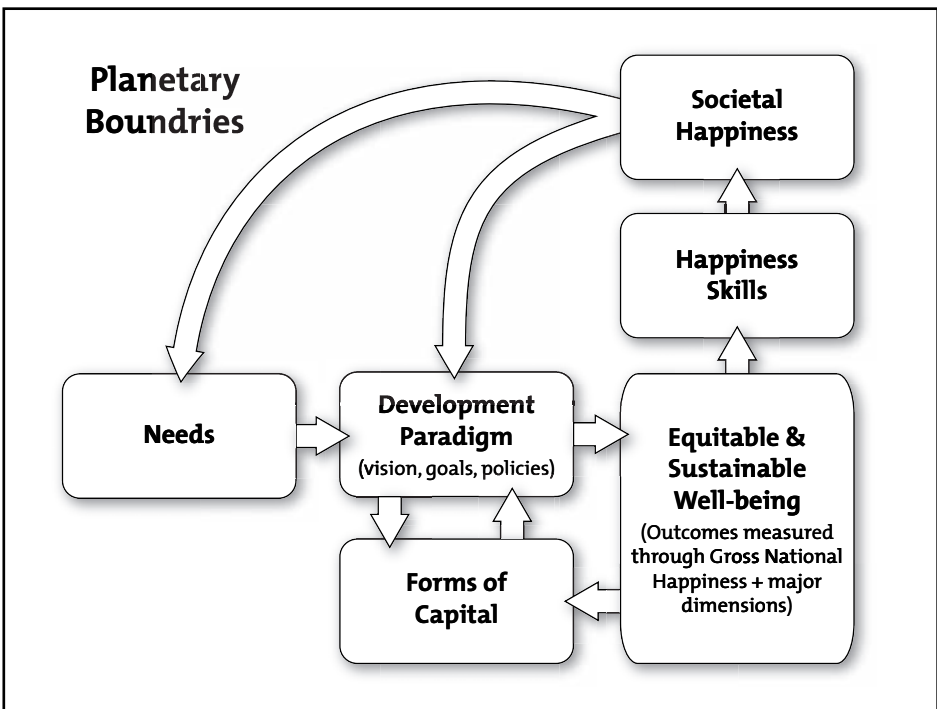 Planetary
Boundries
Societal
Happiness
Happiness
Skills
Needs
Development
Paradigm
(vision, goals, policies)
Equitable &
Sustainable
Well-being
(Outcomes measured
through Gross National
Happiness + major
dimensions)
Forms of
Capital